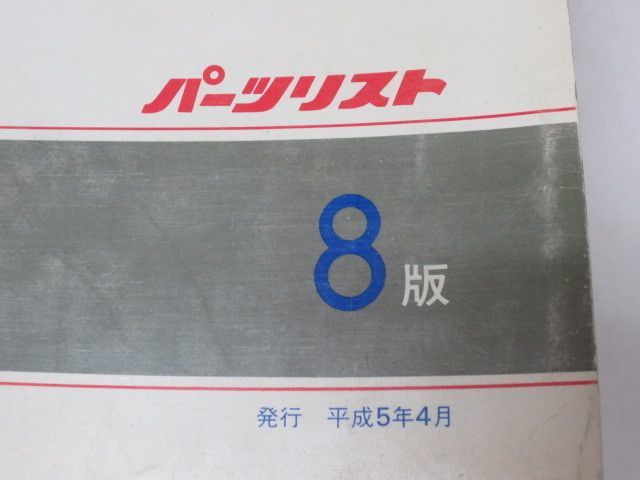 パーツリスト
8版
発行 平成5年4月